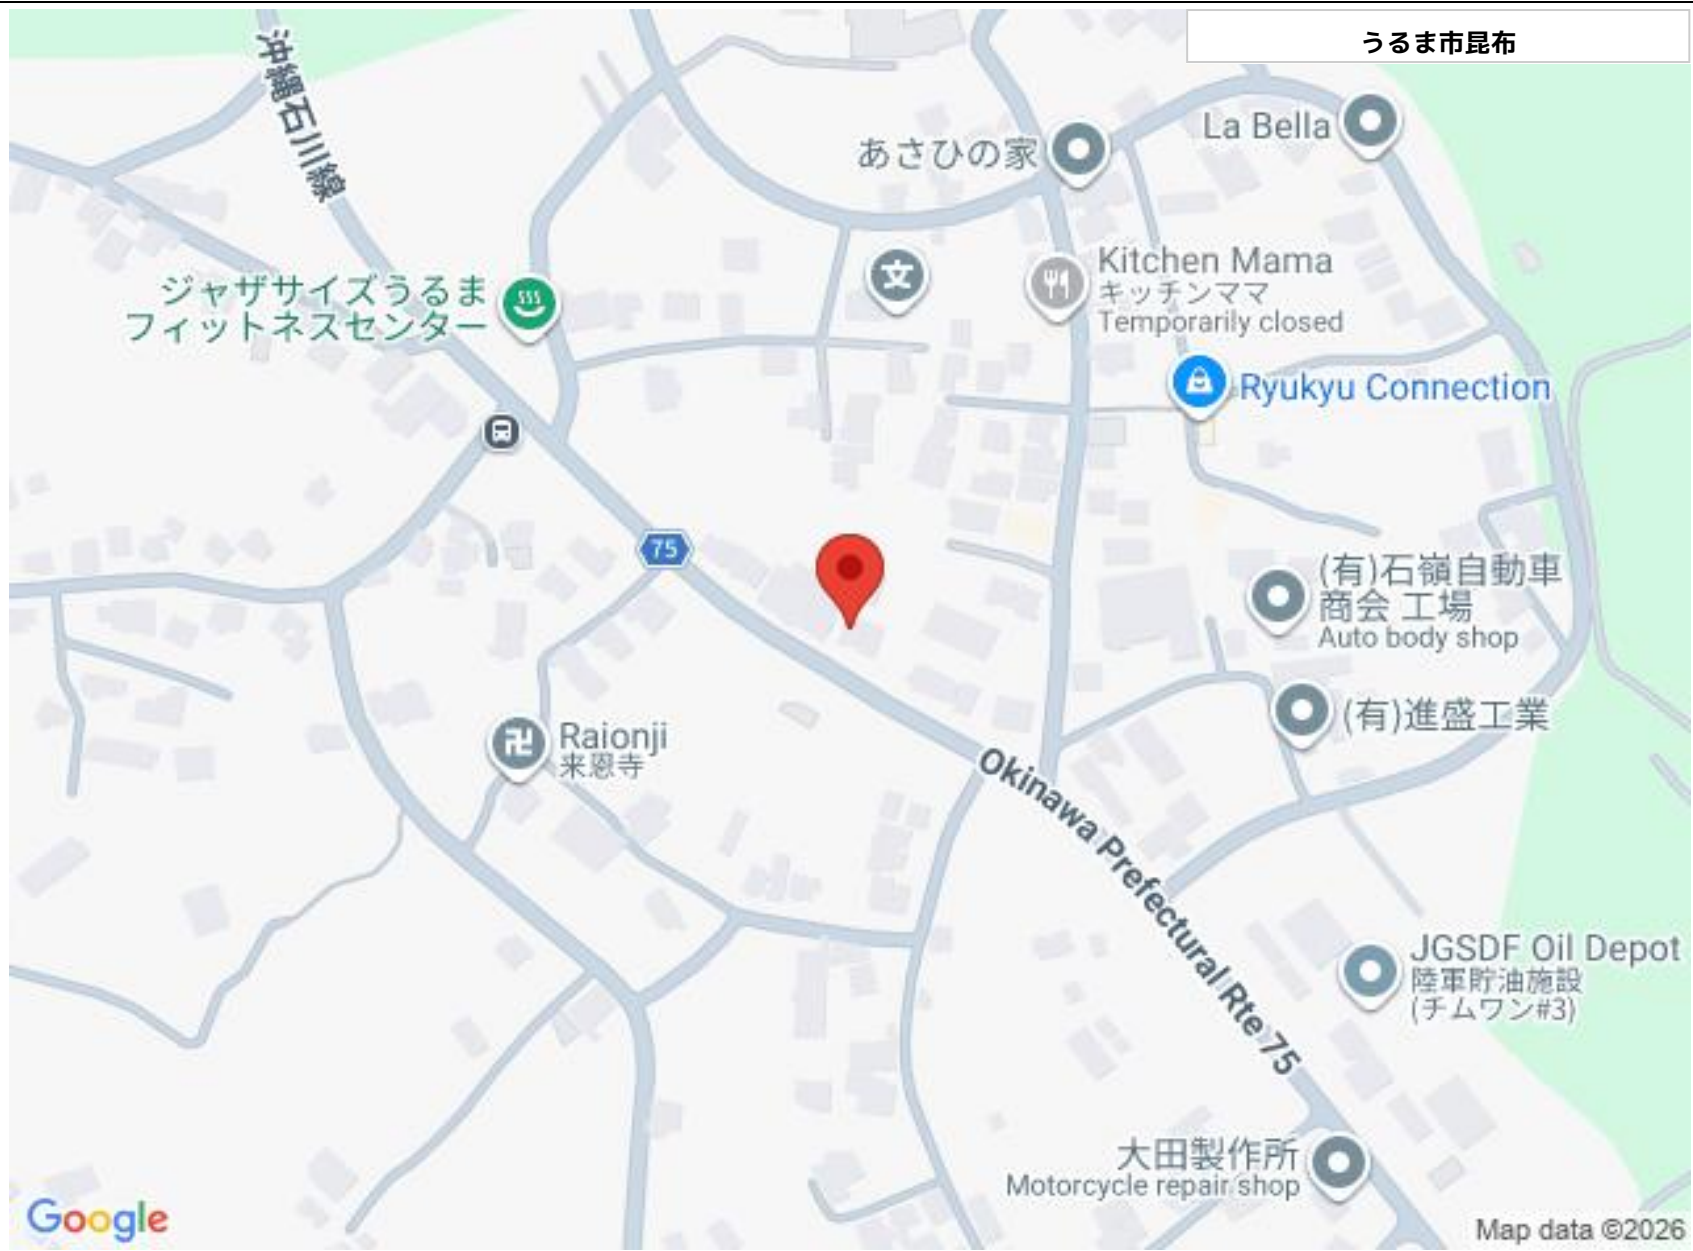 うるま市昆布
沖縄石川線
La Bella
あさひの家
Kitchen Mama
キッチンママ
Temporarily closed
ジャザサイズうるま
フィットネスセンター
文
Ryukyu Connection
75
(有)石嶺自動車
商会 工場
Auto body shop
(有)進盛工業
Raionji
来恩寺
Okinawa Prefectural Rte 75
JGSDF Oil Depot
陸軍貯油施設
(チムワン#3)
大田製作所
Motorcycle repair shop
Google
Map data ©2026